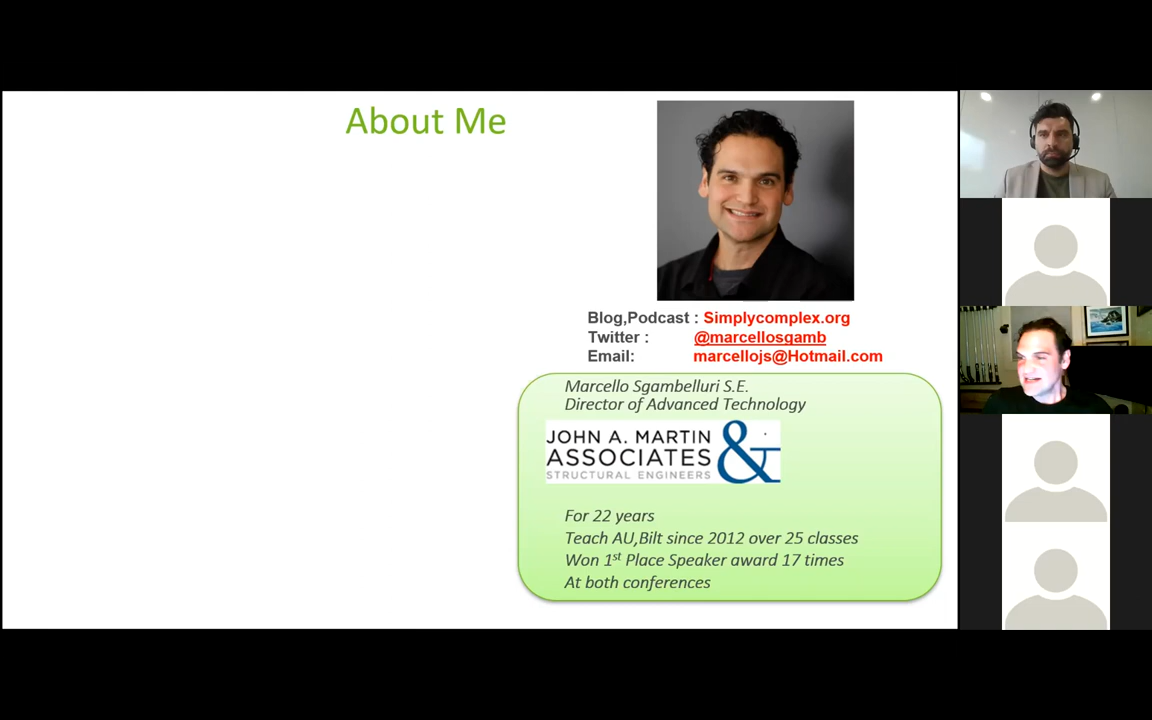 About Me
Blog,Podcast : Simplycomplex.org
Twitter : @marcellosgamb
Email: marcellojs@Hotmail.com
Marcello Sgambelluri S.E.
Director of Advanced Technology
JOHN A. MARTIN
ASSOCIATES &
STRUCTURAL ENGINEERS
For 22 years
Teach AU,Bilt since 2012 over 25 classes
Won 1st Place Speaker award 17 times
At both conferences